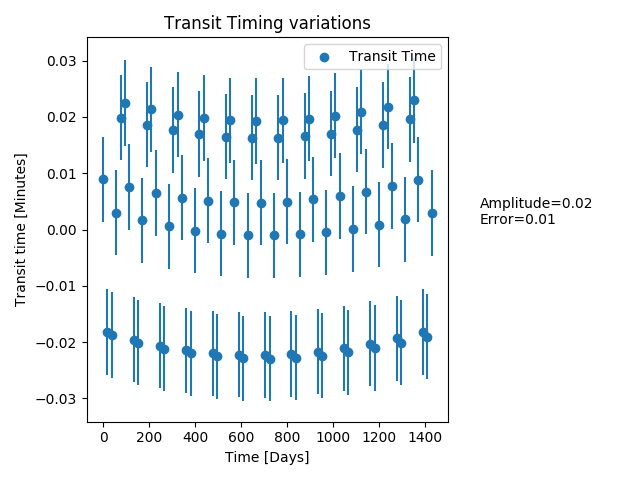 Transit Timing variations
Transit Time
Transit time [Minutes]
0.03
0.02
0.01
0.00
−0.01
−0.02
−0.03
0 200 400 600 800 1000 1200 1400
Time [Days]
Amplitude=0.02
Error=0.01